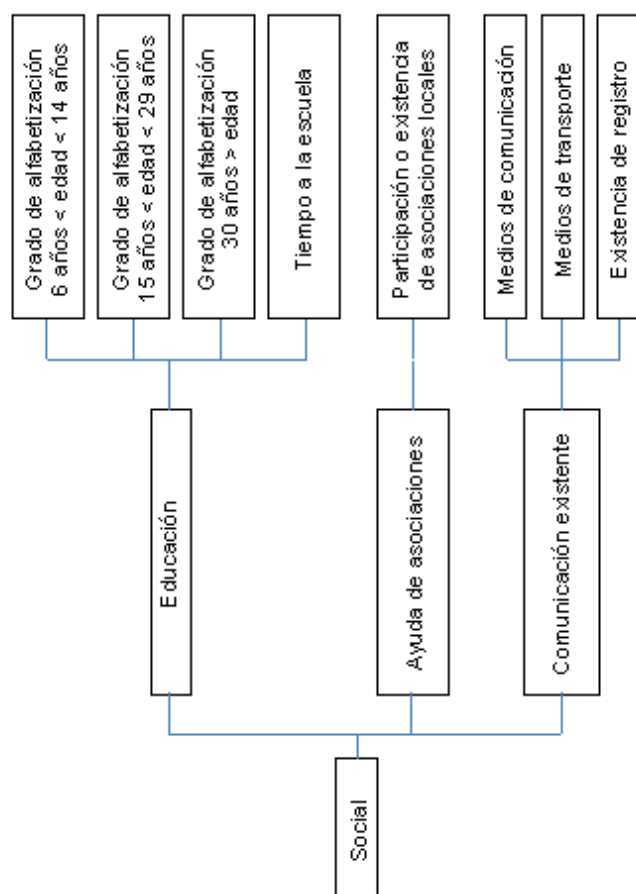 Social
Educación
Ayuda de asociaciones
Comunicación existente
Grado de alfabetización
6 años < edad < 14 años
Grado de alfabetización
15 años < edad < 29 años
Grado de alfabetización
30 años > edad
Tiempo a la escuela
Participación o existencia
de asociaciones locales
Medios de comunicación
Medios de transporte
Existencia de registro